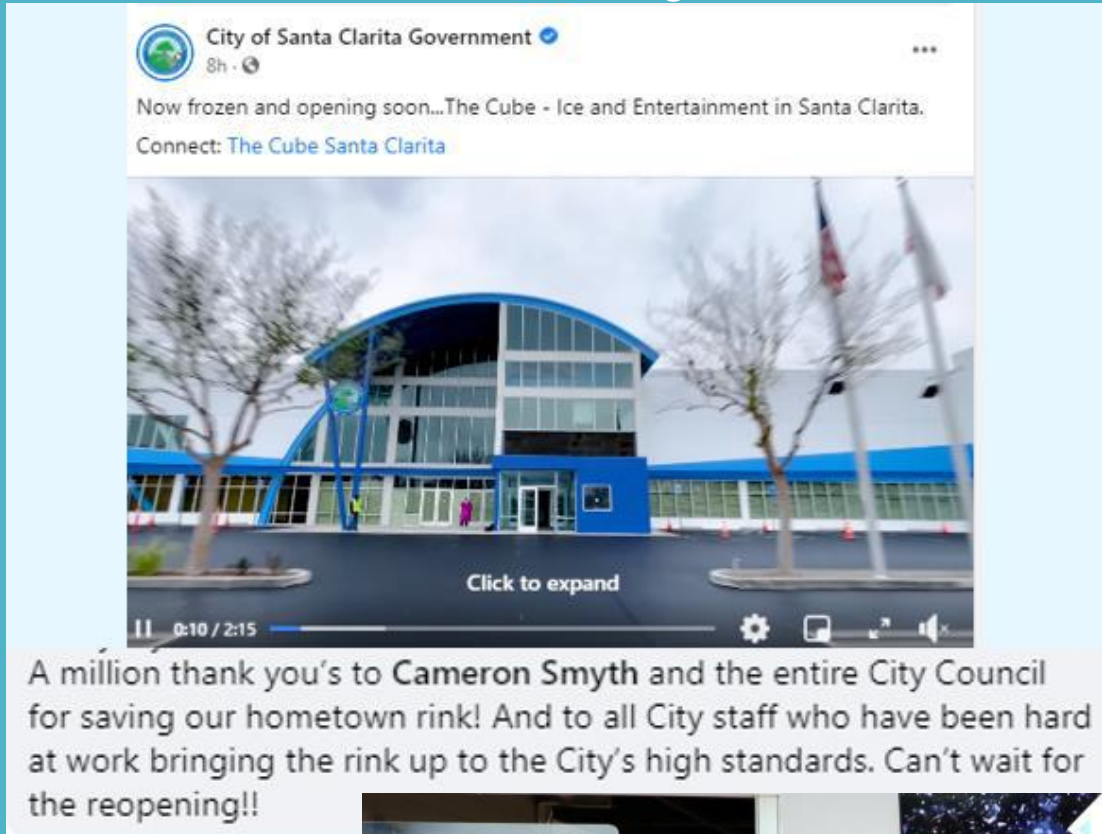 City of Santa Clarita Government
8h ·
Now frozen and opening soon...The Cube - Ice and Entertainment in Santa Clarita.
Connect: The Cube Santa Clarita
Click to expand
0:10 / 2:15
A million thank you's to Cameron Smyth and the entire City Council
for saving our hometown rink! And to all City staff who have been hard
at work bringing the rink up to the City's high standards. Can't wait for
the reopening!!